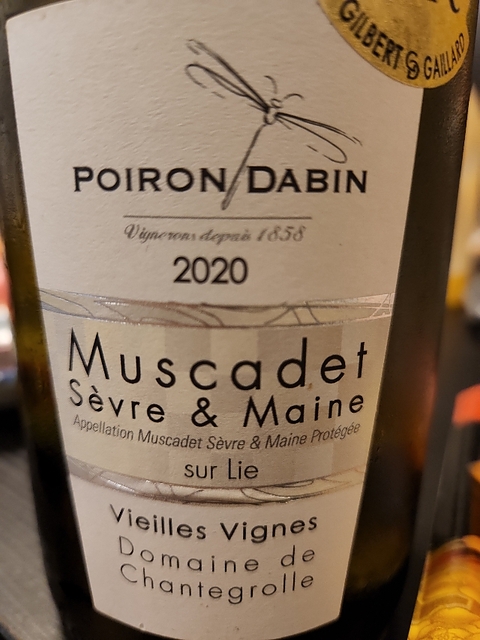 GILBERT & GAILLARD
POIRON DABIN
Vignerons depuis 1858
2020
Muscadet
Sèvre & Maine
Appellation Muscadet Sèvre & Maine Protégée
sur Lie
Vieilles Vignes
Domaine de
Chantegrolle